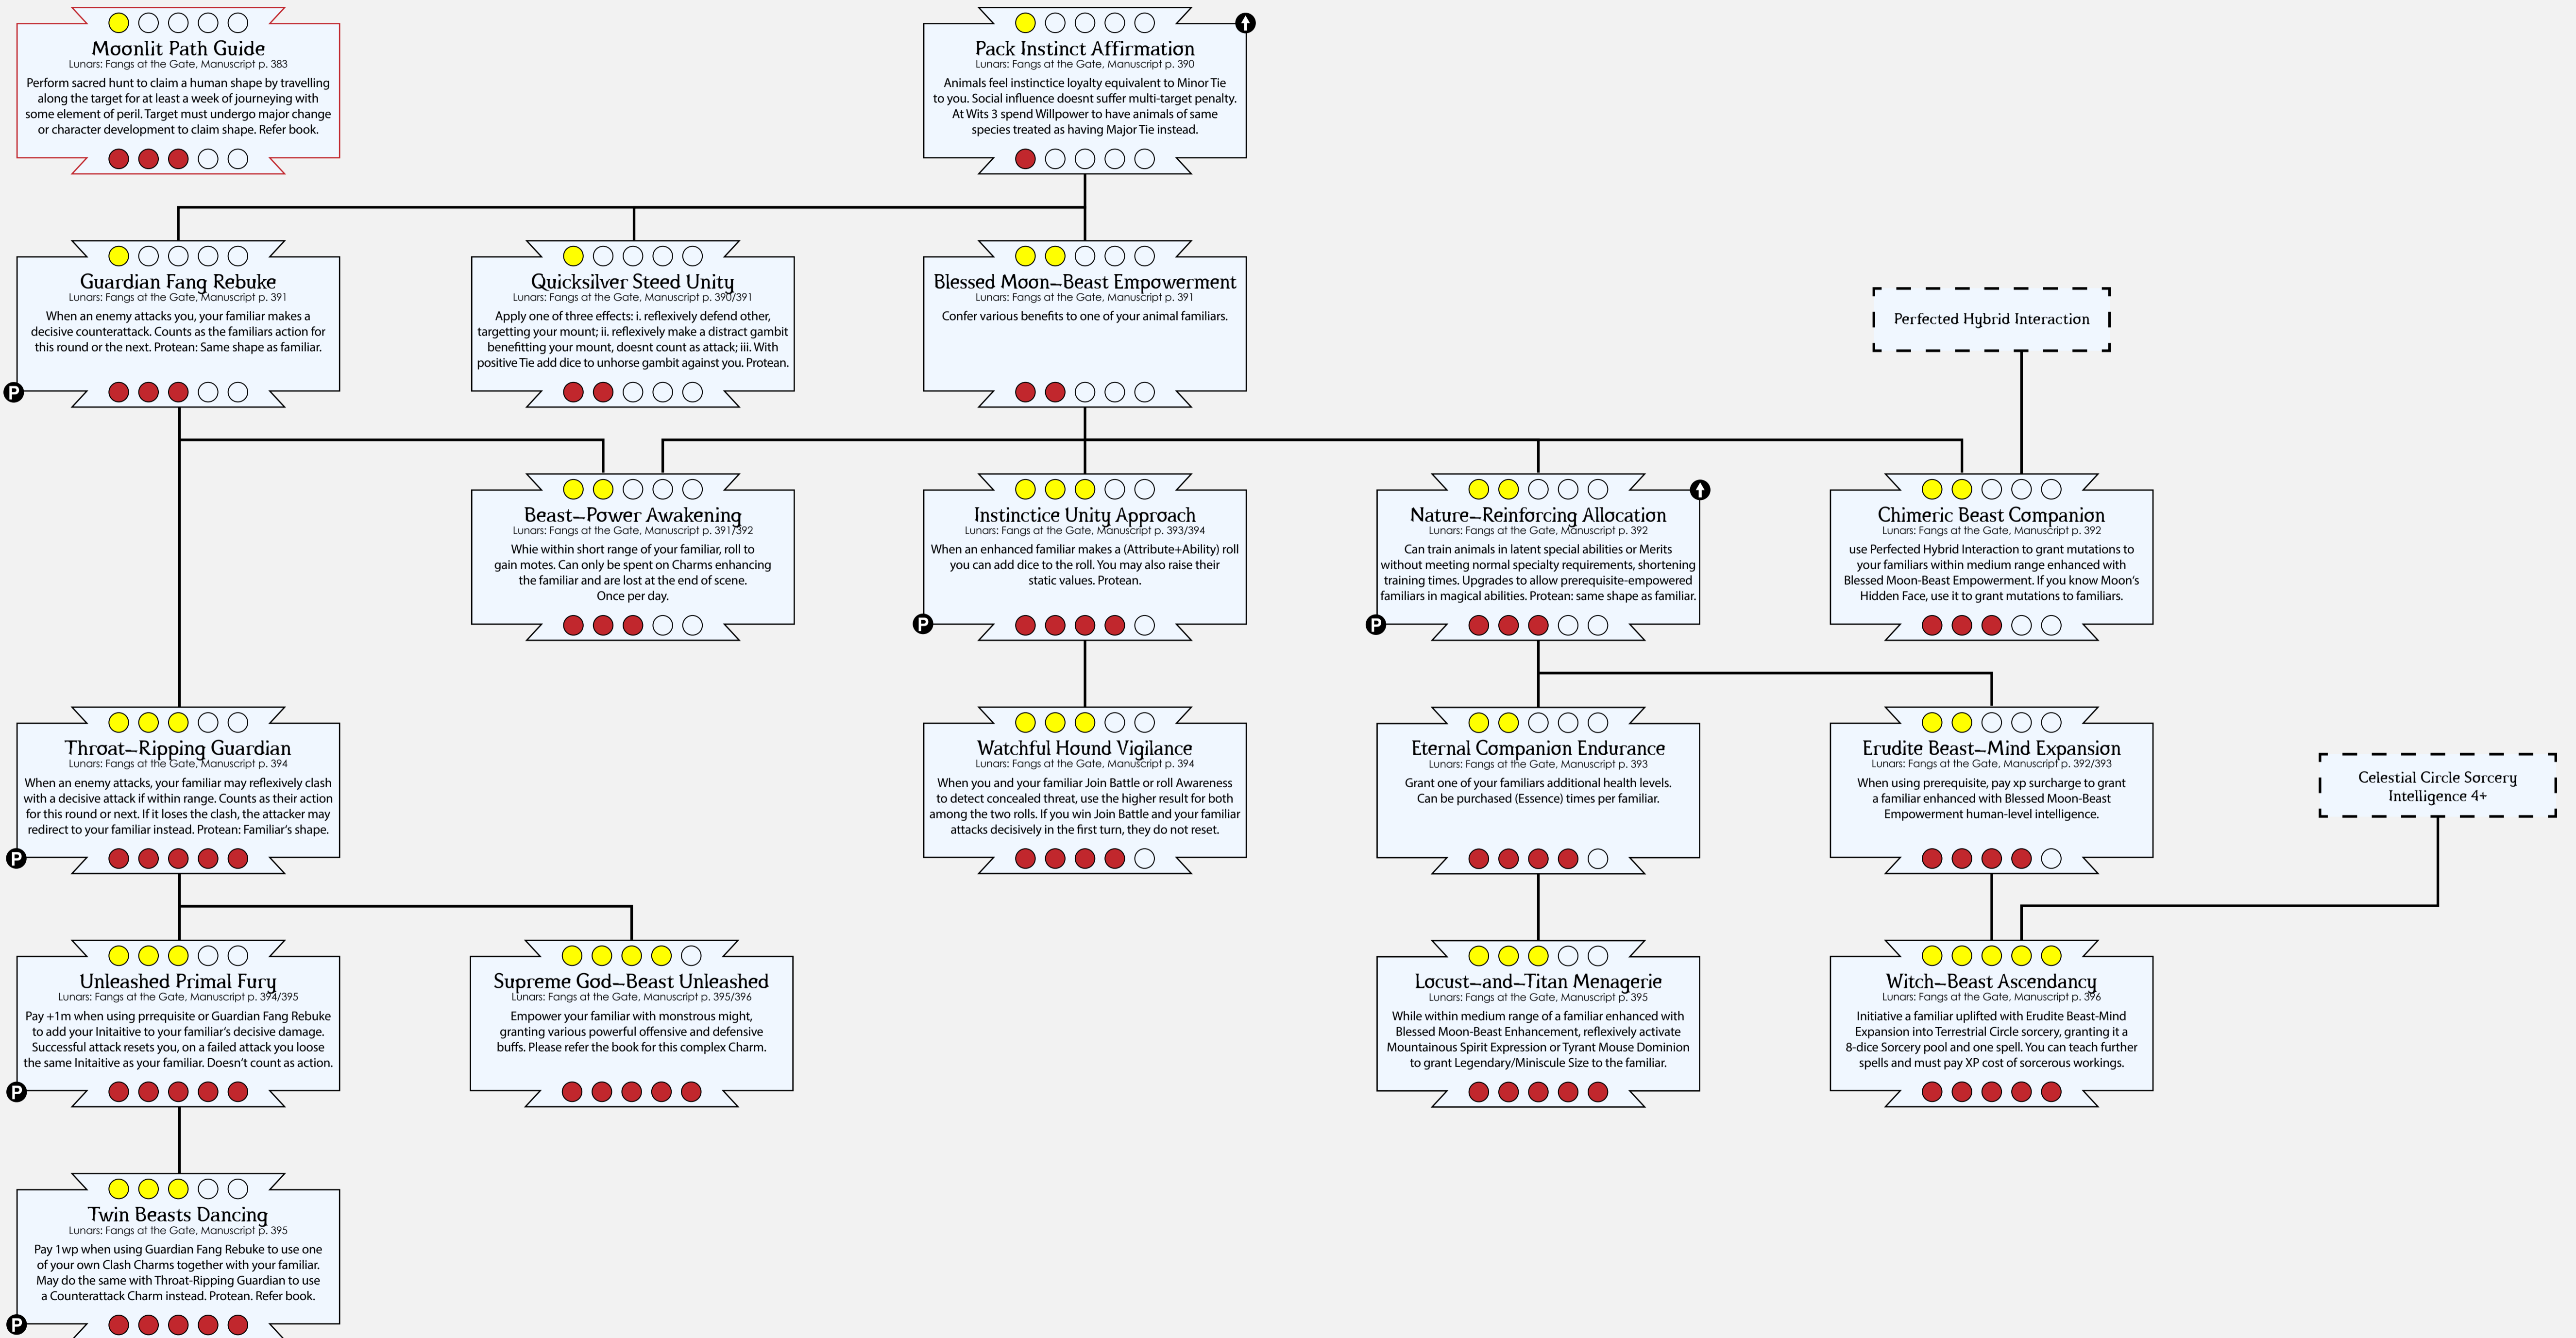 Moonlit Path Guide
Lunars: Fangs at the Gate, Manuscript p. 383
Perform sacred hunt to claim a human shape by travelling
along the target for at least a week of journeying with
some element of peril. Target must undergo major change
or character development to claim shape. Refer book.
Pack Instinct Affirmation
Lunars: Fangs at the Gate, Manuscript p. 390
Animals feel instinctice loyalty equivalent to Minor Tie
to you. Social influence doesnt suffer multi-target penalty.
At Wits 3 spend Willpower to have animals of same
species treated as having Major Tie instead.
Guardian Fang Rebuke
Lunars: Fangs at the Gate, Manuscript p. 391
When an enemy attacks you, your familiar makes a
decisive counterattack. Counts as the familiars action for
this round or the next. Protean: Same shape as familiar.
P
Quicksilver Steed Unity
Lunars: Fangs at the Gate, Manuscript p. 390/391
Apply one of three effects: i. reflexively defend other,
targetting your mount; ii. reflexively make a distract gambit
benefitting your mount, doesnt count as attack; iii. With
positive Tie add dice to unhorse gambit against you. Protean.
Blessed Moon-Beast Empowerment
Lunars: Fangs at the Gate, Manuscript p. 391
Confer various benefits to one of your animal familiars.
Perfected Hybrid Interaction
Beast-Power Awakening
Lunars: Fangs at the Gate, Manuscript p. 391/392
Whie within short range of your familiar, roll to
gain motes. Can only be spent on Charms enhancing
the familiar and are lost at the end of scene.
Once per day.
Instinctice Unity Approach
Lunars: Fangs at the Gate, Manuscript p. 393/394
When an enhanced familiar makes a (Attribute+Ability) roll
you can add dice to the roll. You may also raise their
static values. Protean.
P
Nature-Reinforcing Allocation
Lunars: Fangs at the Gate, Manuscript p. 392
Can train animals in latent special abilities or Merits
without meeting normal specialty requirements, shortening
training times. Upgrades to allow prerequisite-empowered
familiars in magical abilities. Protean: same shape as familiar.
P
Chimeric Beast Companion
Lunars: Fangs at the Gate, Manuscript p. 392
use Perfected Hybrid Interaction to grant mutations to
your familiars within medium range enhanced with
Blessed Moon-Beast Empowerment. If you know Moon's
Hidden Face, use it to grant mutations to familiars.
Throat-Ripping Guardian
Lunars: Fangs at the Gate, Manuscript p. 394
When an enemy attacks, your familiar may reflexively clash
with a decisive attack if within range. Counts as their action
for this round or next. If it loses the clash, the attacker may
redirect to your familiar instead. Protean: Familiar's shape.
P
Watchful Hound Vigilance
Lunars: Fangs at the Gate, Manuscript p. 394
When you and your familiar Join Battle or roll Awareness
to detect concealed threat, use the higher result for both
among the two rolls. If you win Join Battle and your familiar
attacks decisively in the first turn, they do not reset.
Eternal Companion Endurance
Lunars: Fangs at the Gate, Manuscript p. 393
Grant one of your familiars additional health levels.
Can be purchased (Essence) times per familiar.
Erudite Beast-Mind Expansion
Lunars: Fangs at the Gate, Manuscript p. 392/393
When using prerequisite, pay xp surcharge to grant
a familiar enhanced with Blessed Moon-Beast
Empowerment human-level intelligence.
Celestial Circle Sorcery
Intelligence 4+
Unleashed Primal Fury
Lunars: Fangs at the Gate, Manuscript p. 394/395
Pay +1m when using prrequisite or Guardian Fang Rebuke
to add your Initaitive to your familiar's decisive damage.
Successful attack resets you, on a failed attack you loose
the same Initaitive as your familiar. Doesn't count as action.
P
Supreme God-Beast Unleashed
Lunars: Fangs at the Gate, Manuscript p. 395/396
Empower your familiar with monstrous might,
granting various powerful offensive and defensive
buffs. Please refer the book for this complex Charm.
Locust-and-Titan Menagerie
Lunars: Fangs at the Gate, Manuscript p. 395
While within medium range of a familiar enhanced with
Blessed Moon-Beast Enhancement, reflexively activate
Mountainous Spirit Expression or Tyrant Mouse Dominion
to grant Legendary/Miniscule Size to the familiar.
Witch-Beast Ascendancy
Lunars: Fangs at the Gate, Manuscript p. 396
Initiative a familiar uplifted with Erudite Beast-Mind
Expansion into Terrestrial Circle sorcery, granting it a
8-dice Sorcery pool and one spell. You can teach further
spells and must pay XP cost of sorcerous workings.
Twin Beasts Dancing
Lunars: Fangs at the Gate, Manuscript p. 395
Pay 1wp when using Guardian Fang Rebuke to use one
of your own Clash Charms together with your familiar.
May do the same with Throat-Ripping Guardian to use
a Counterattack Charm instead. Protean. Refer book.
P